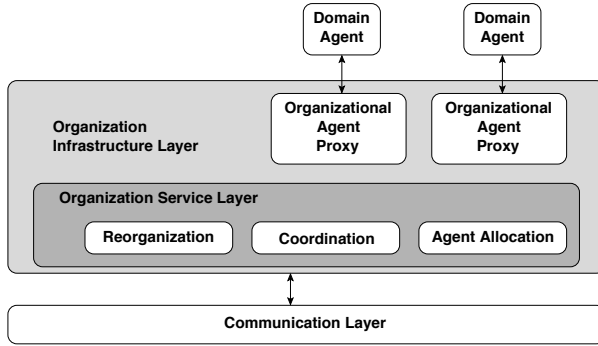 Domain
Agent
Domain
Agent
Organizational
Agent
Proxy
Organizational
Agent
Proxy
Organization
Infrastructure Layer
Organization Service Layer
Reorganization
Coordination
Agent Allocation
Communication Layer